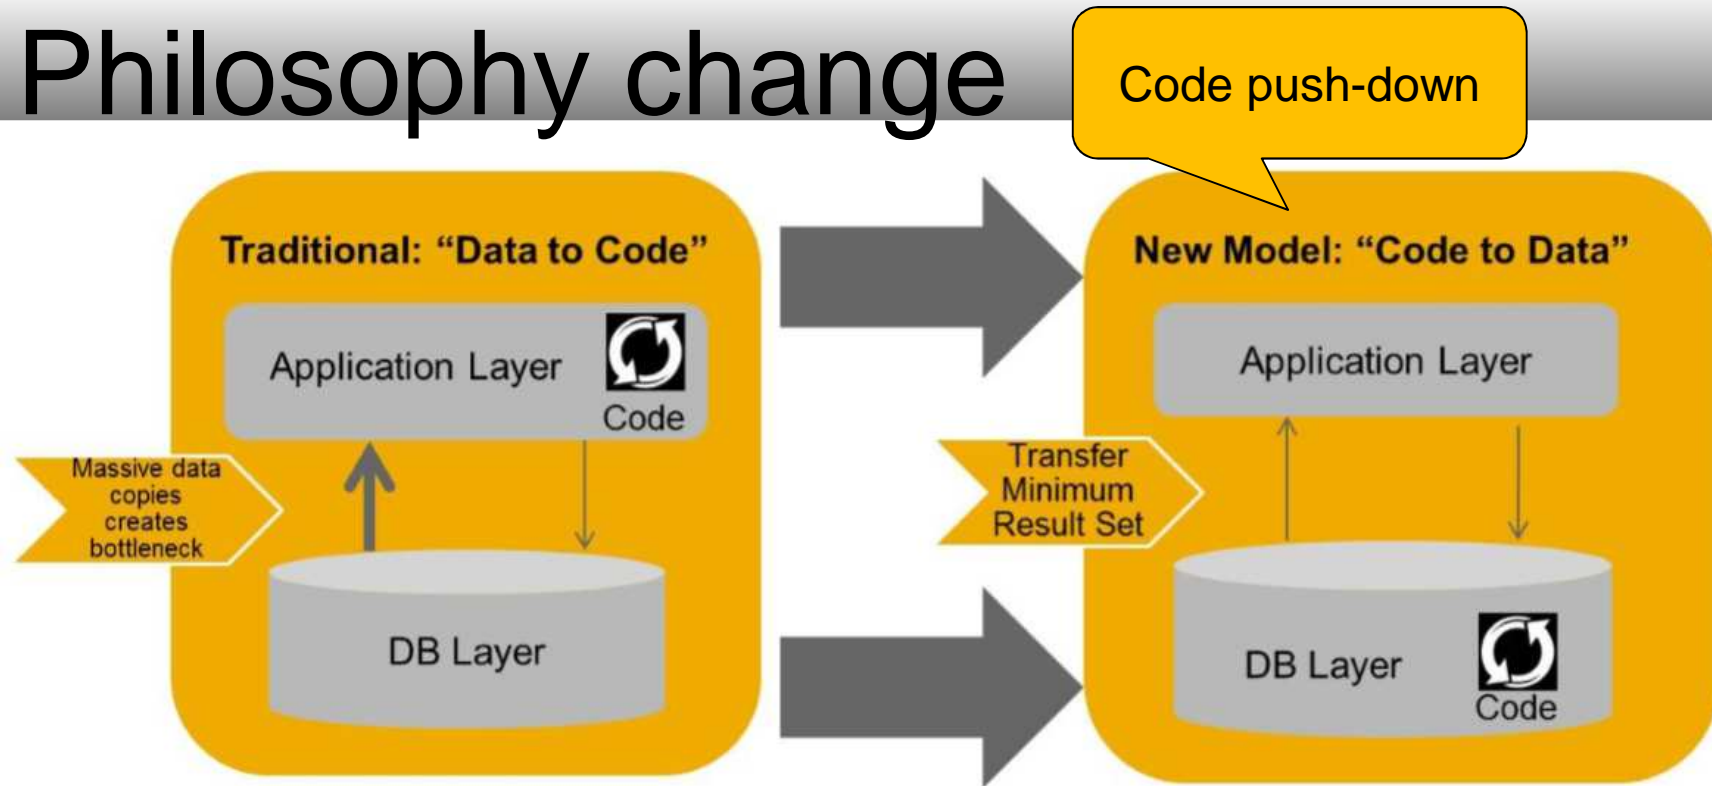 Philosophy change
Code push-down
Traditional: “Data to Code”
Application Layer
Code
Massive data
copies
creates
bottleneck
DB Layer
New Model: “Code to Data”
Application Layer
Transfer
Minimum
Result Set
DB Layer
Code